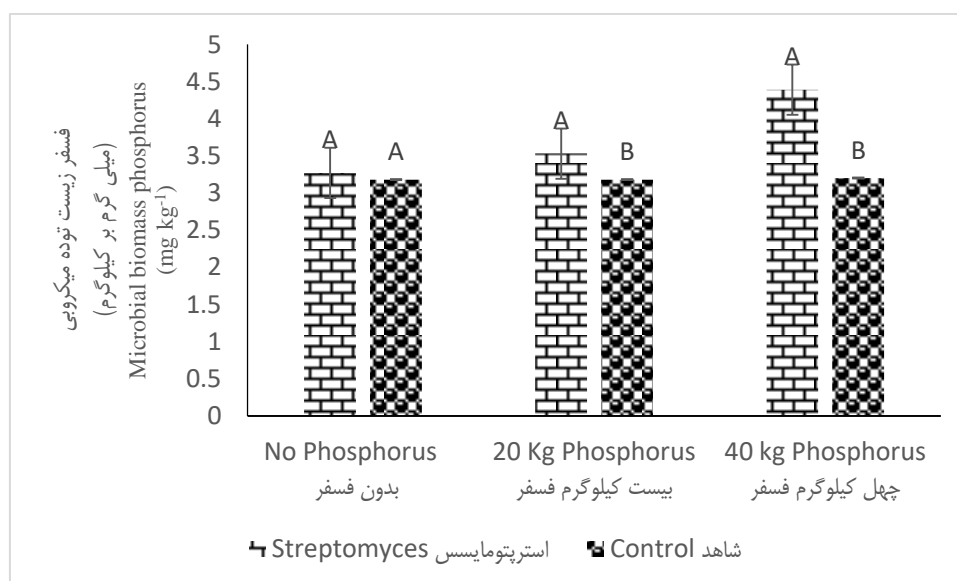 فسفر زیست توده میکروبی
(میلی گرم بر کیلوگرم)
Microbial biomass phosphorus
(mg kg-1)
5
4.5
4
3.5
3
2.5
2
1.5
1
0.5
0
A
A
A
B
A
B
No Phosphorus
بدون فسفر
20 Kg Phosphorus
بیست کیلوگرم فسفر
40 kg Phosphorus
چهل کیلوگرم فسفر
Streptomyces استرپتومایسس
Control شاهد